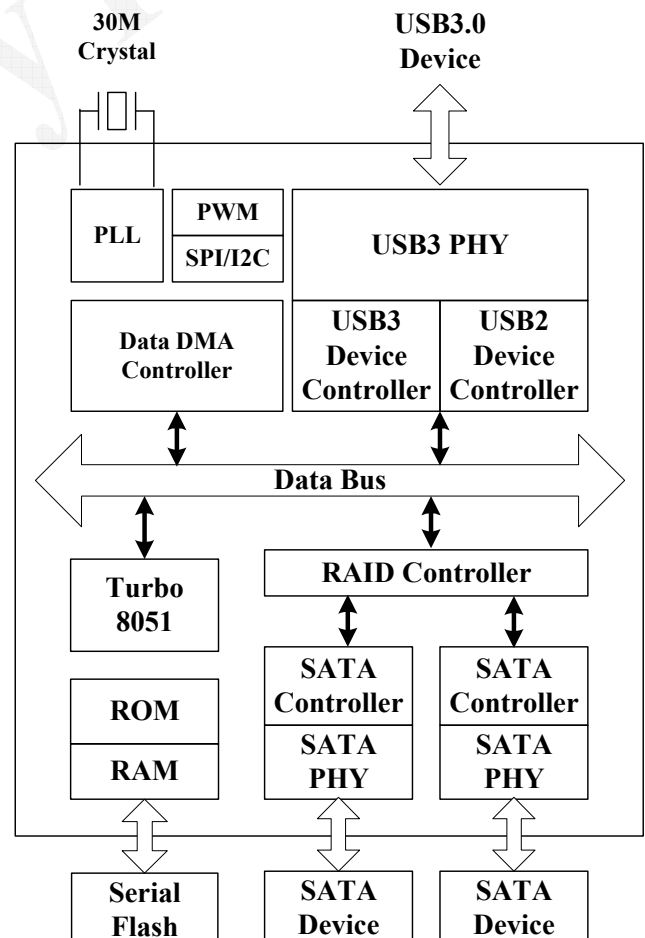 30M
Crystal
USB3.0
Device
PLL
PWM
SPI/I2C
USB3 PHY
Data DMA
Controller
USB3
Device
Controller
USB2
Device
Controller
Data Bus
Turbo
8051
RAID Controller
ROM
RAM
SATA
Controller
SATA
PHY
SATA
Controller
SATA
PHY
Serial
Flash
SATA
Device
SATA
Device